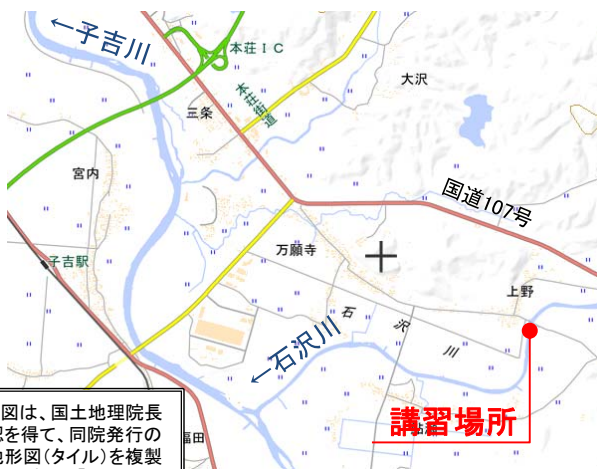 ←子吉川
本荘IC
大沢
本荘街道
三条
宮内
国道107号
子吉駅
万願寺
上野
石沢川
←石沢川
講習場所
図は、国土地理院長
認を得て、同院発行の
地形図(タイル)を複製